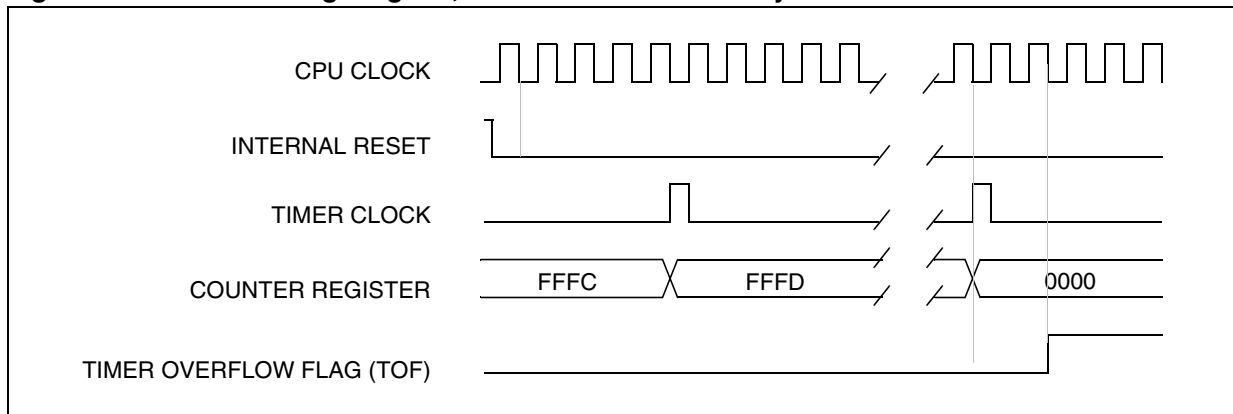 CPU CLOCK
INTERNAL RESET
TIMER CLOCK
COUNTER REGISTER
FFFC
FFFD
0000
TIMER OVERFLOW FLAG (TOF)